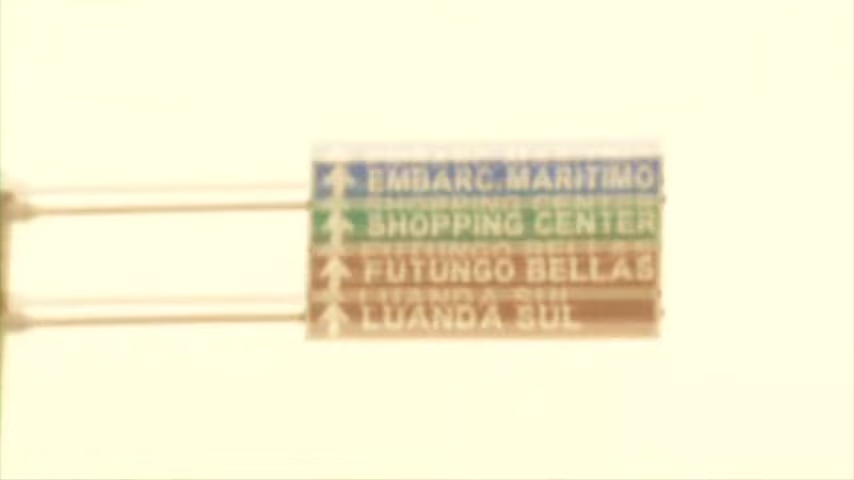 EMBARC.MARITIMO
SHOPPING CENTER
FUTUNGO BELLAS
LUANDA SUL